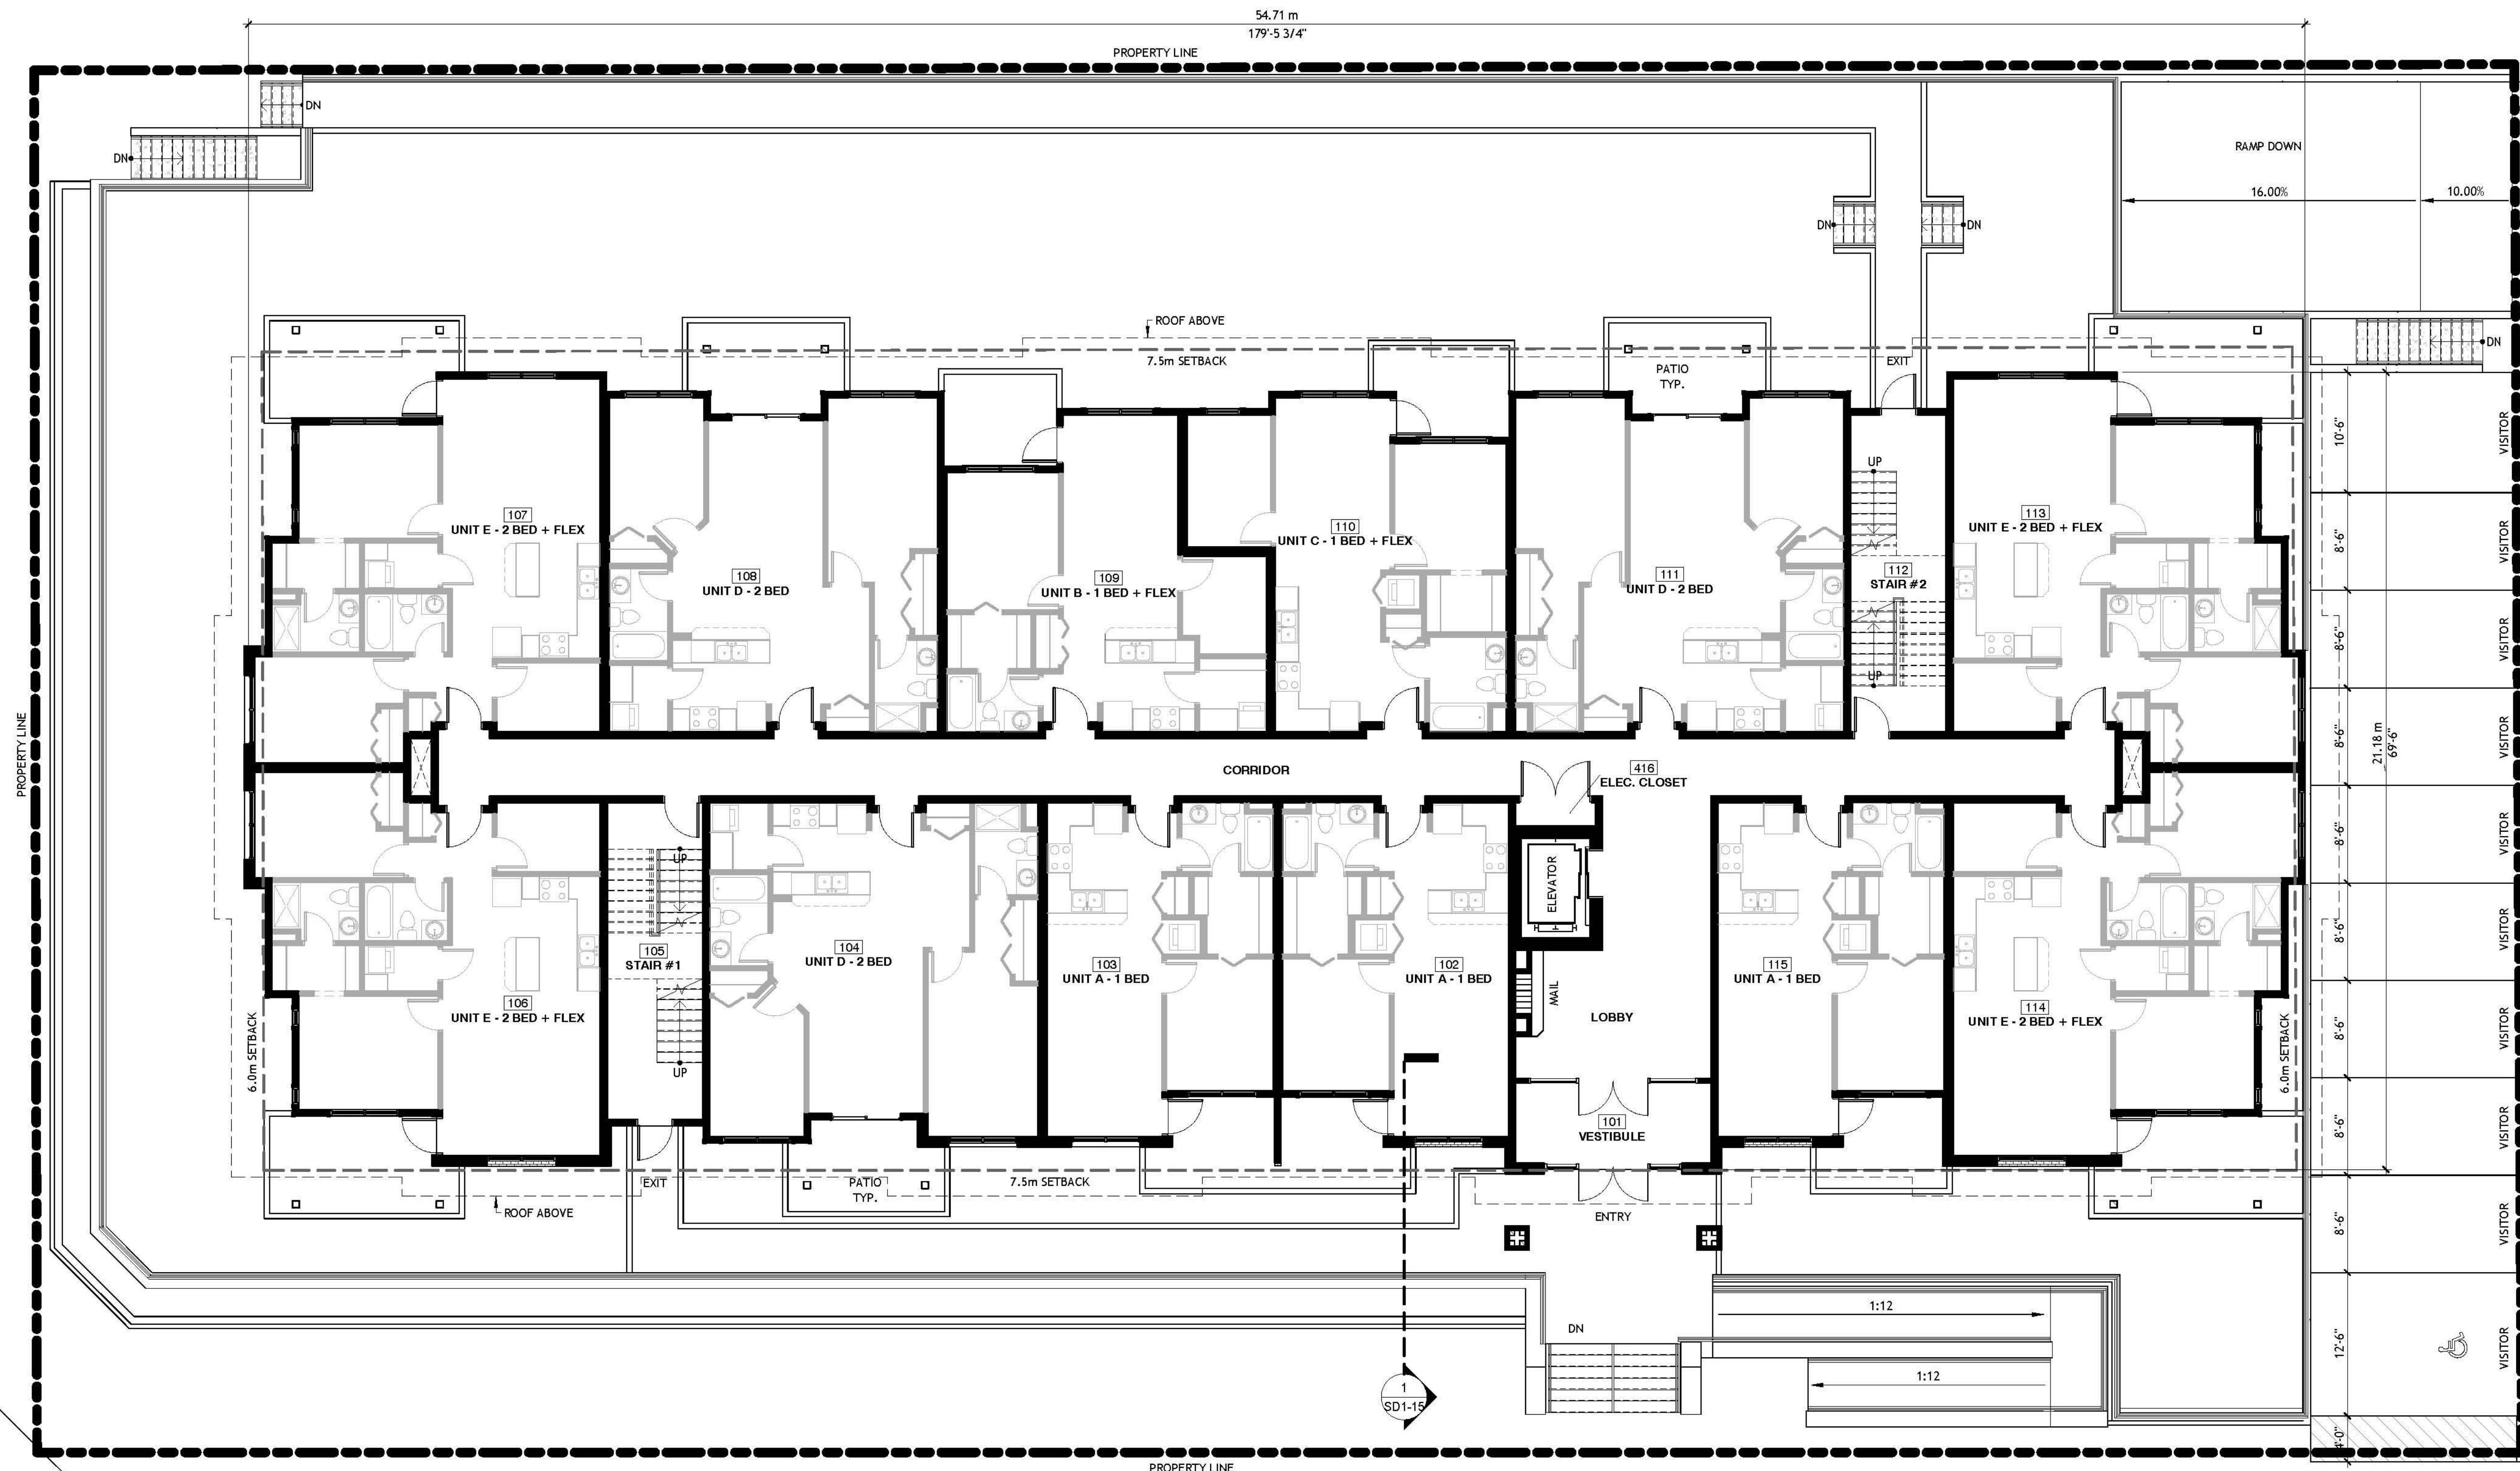 54.71 m
179'-5 3/4"
PROPERTY LINE
DN
DN
RAMP DOWN
16.00%
10.00%
DN
DN
ROOF ABOVE
7.5m SETBACK
PATIO
TYP.
EXIT
DN
10'-6"
VISITOR
UP
107
UNIT E - 2 BED + FLEX
113
UNIT E - 2 BED + FLEX
110
UNIT C - 1 BED + FLEX
8'-6"
VISITOR
108
UNIT D - 2 BED
109
UNIT B - 1 BED + FLEX
111
UNIT D - 2 BED
112
STAIR #2
8'-6"
VISITOR
UP
PROPERTY LINE
8'-6"
VISITOR
21.18 m
69'-6"
CORRIDOR
416
ELEC. CLOSET
8'-6"
VISITOR
UP
ELEVATOR
105
STAIR #1
104
UNIT D - 2 BED
103
UNIT A - 1 BED
102
UNIT A - 1 BED
115
UNIT A - 1 BED
8'-6"
VISITOR
MAIL
106
UNIT E - 2 BED + FLEX
LOBBY
114
UNIT E - 2 BED + FLEX
8'-6"
VISITOR
6.0m SETBACK
6.0m SETBACK
UP
101
VESTIBULE
8'-6"
VISITOR
EXIT
PATIO
TYP.
7.5m SETBACK
ROOF ABOVE
ENTRY
8'-6"
VISITOR
1:12
DN
12'-6"
VISITOR
1:12
1
SD1-15
4'-0"
PROPERTY LINE